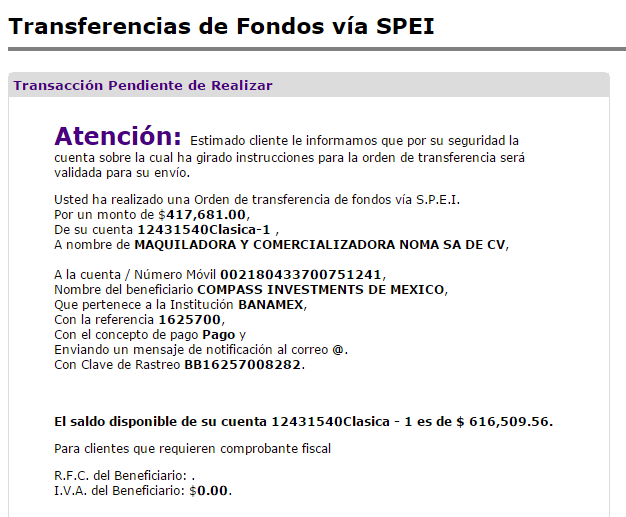 Transferencias de Fondos vía SPEI
Transacción Pendiente de Realizar
Atención: Estimado cliente le informamos que por su seguridad la
cuenta sobre la cual ha girado instrucciones para la orden de transferencia será
validada para su envío.
Usted ha realizado una Orden de transferencia de fondos vía S.P.E.I.
Por un monto de $417,681.00,
De su cuenta 12431540Clasica-1 ,
A nombre de MAQUILADORA Y COMERCIALIZADORA NOMA SA DE CV,
A la cuenta / Número Móvil 002180433700751241,
Nombre del beneficiario COMPASS INVESTMENTS DE MEXICO,
Que pertenece a la Institución BANAMEX,
Con la referencia 1625700,
Con el concepto de pago Pago y
Enviando un mensaje de notificación al correo @.
Con Clave de Rastreo BB16257008282.
El saldo disponible de su cuenta 12431540Clasica - 1 es de $ 616,509.56.
Para clientes que requieren comprobante fiscal
R.F.C. del Beneficiario: .
I.V.A. del Beneficiario: $0.00.